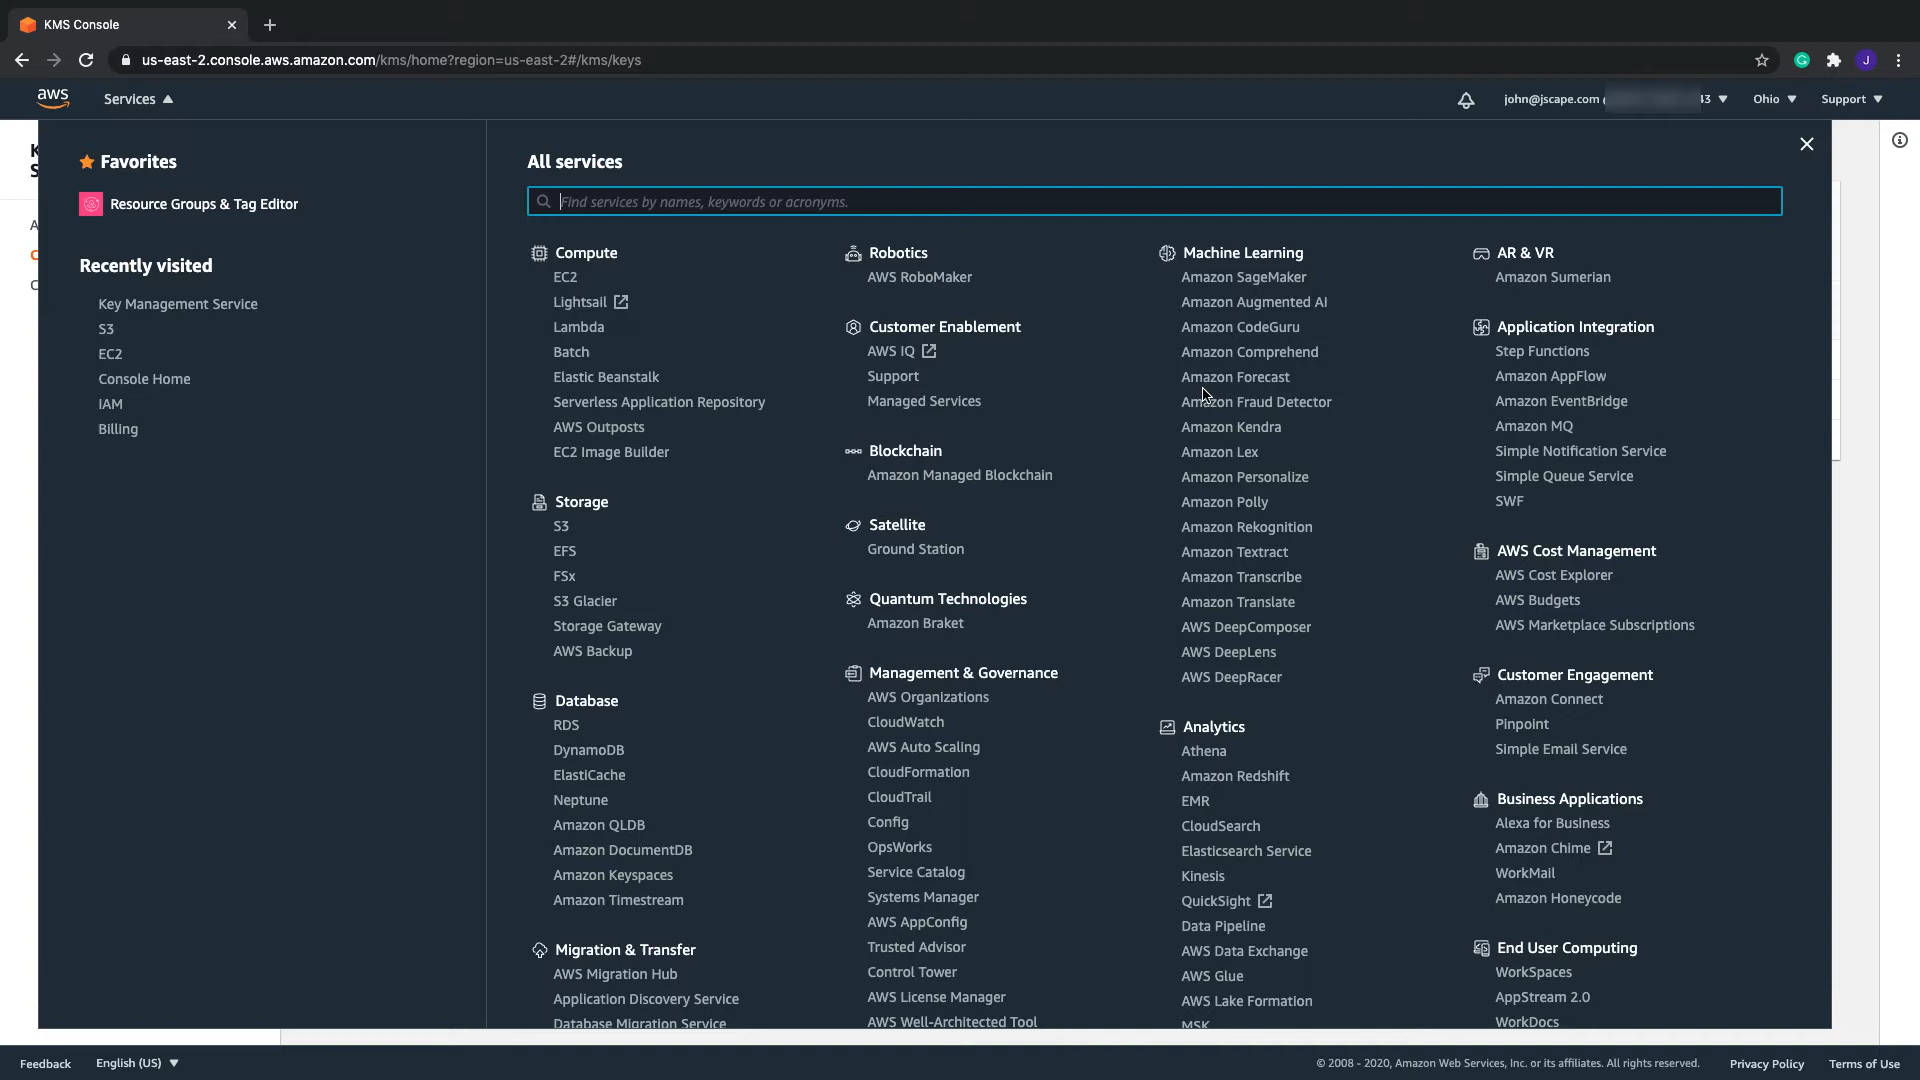 KMS Console
us-east-2.console.aws.amazon.com/kms/home?region=us-east-2#/kms/keys
J
aws
Services
john@jscape.com
43
Ohio
Support
Favorites
Resource Groups & Tag Editor
Recently visited
Key Management Service
S3
EC2
Console Home
IAM
Billing
All services
Find services by names, keywords or acronyms.
Compute
EC2
Lightsail
Lambda
Batch
Elastic Beanstalk
Serverless Application Repository
AWS Outposts
EC2 Image Builder
Storage
S3
EFS
FSx
S3 Glacier
Storage Gateway
AWS Backup
Database
RDS
DynamoDB
ElastiCache
Neptune
Amazon QLDB
Amazon DocumentDB
Amazon Keyspaces
Amazon Timestream
Migration & Transfer
AWS Migration Hub
Application Discovery Service
Database Migration Service
Robotics
AWS RoboMaker
Customer Enablement
AWS IQ
Support
Managed Services
Blockchain
Amazon Managed Blockchain
Satellite
Ground Station
Quantum Technologies
Amazon Braket
Management & Governance
AWS Organizations
CloudWatch
AWS Auto Scaling
CloudFormation
CloudTrail
Config
OpsWorks
Service Catalog
Systems Manager
AWS AppConfig
Trusted Advisor
Control Tower
AWS License Manager
AWS Well-Architected Tool
Machine Learning
Amazon SageMaker
Amazon Augmented AI
Amazon CodeGuru
Amazon Comprehend
Amazon Forecast
Amazon Fraud Detector
Amazon Kendra
Amazon Lex
Amazon Personalize
Amazon Polly
Amazon Rekognition
Amazon Textract
Amazon Transcribe
Amazon Translate
AWS DeepComposer
AWS DeepLens
AWS DeepRacer
Analytics
Athena
Amazon Redshift
EMR
CloudSearch
Elasticsearch Service
Kinesis
QuickSight
Data Pipeline
AWS Data Exchange
AWS Glue
AWS Lake Formation
MSK
AR & VR
Amazon Sumerian
Application Integration
Step Functions
Amazon AppFlow
Amazon EventBridge
Amazon MQ
Simple Notification Service
Simple Queue Service
SWF
AWS Cost Management
AWS Cost Explorer
AWS Budgets
AWS Marketplace Subscriptions
Customer Engagement
Amazon Connect
Pinpoint
Simple Email Service
Business Applications
Alexa for Business
Amazon Chime
WorkMail
Amazon Honeycode
End User Computing
WorkSpaces
AppStream 2.0
WorkDocs
Feedback
English (US)
© 2008 - 2020, Amazon Web Services, Inc. or its affiliates. All rights reserved.
Privacy Policy
Terms of Use